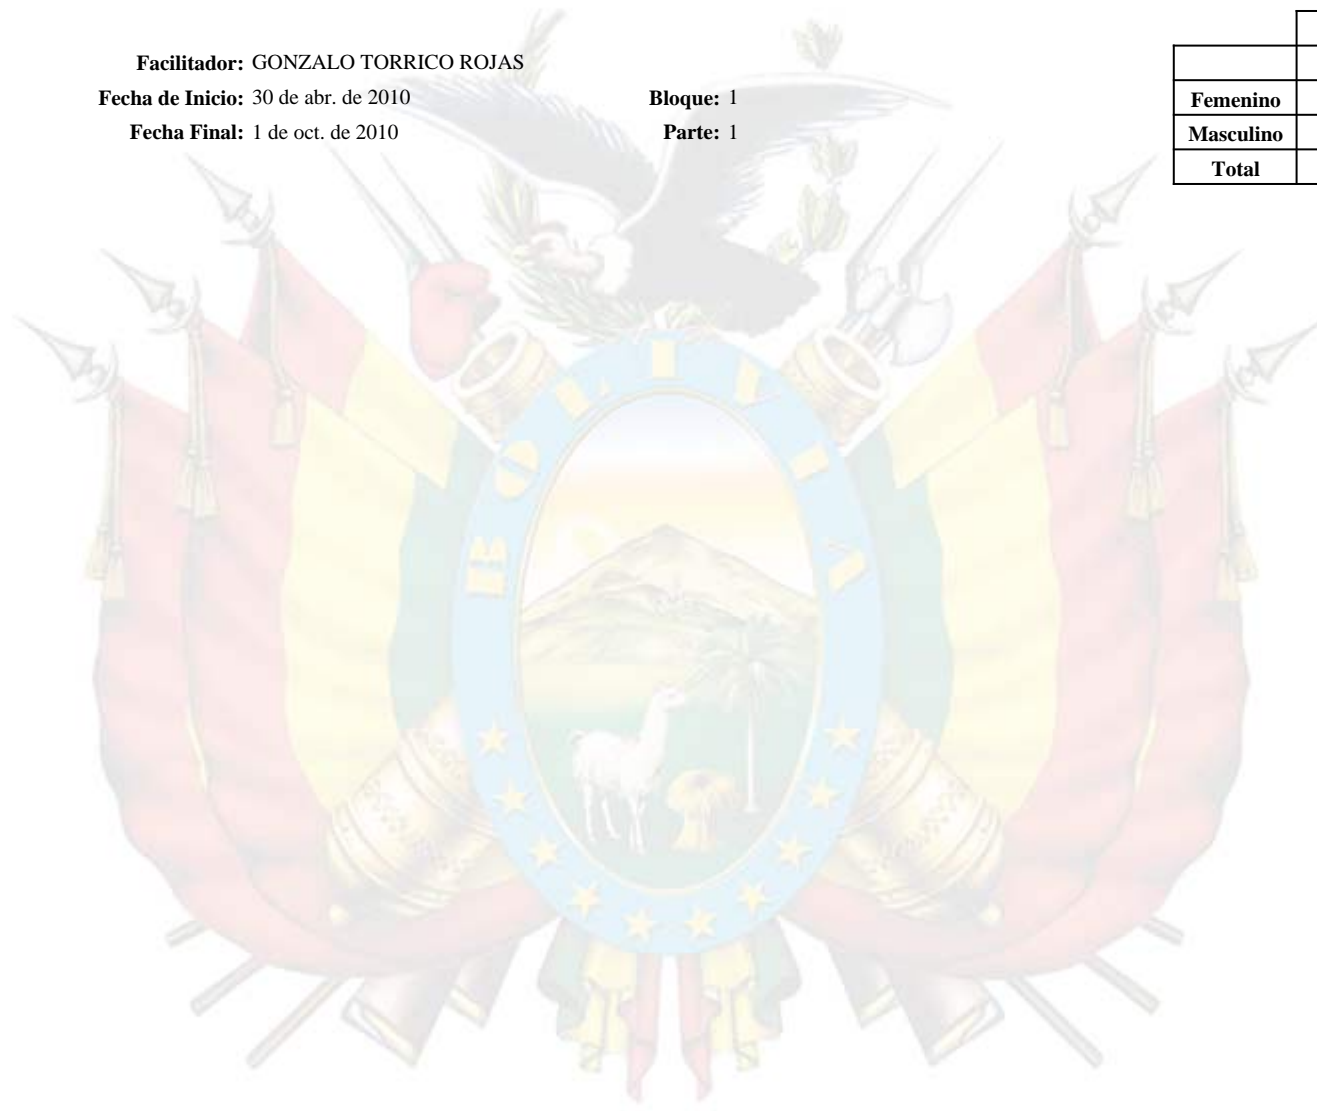 Facilitador: GONZALO TORRICO ROJAS
Fecha de Inicio: 30 de abr. de 2010 Bloque: 1
Fecha Final: 1 de oct. de 2010 Parte: 1
Femenino
Masculino
Total
BOLIVIA